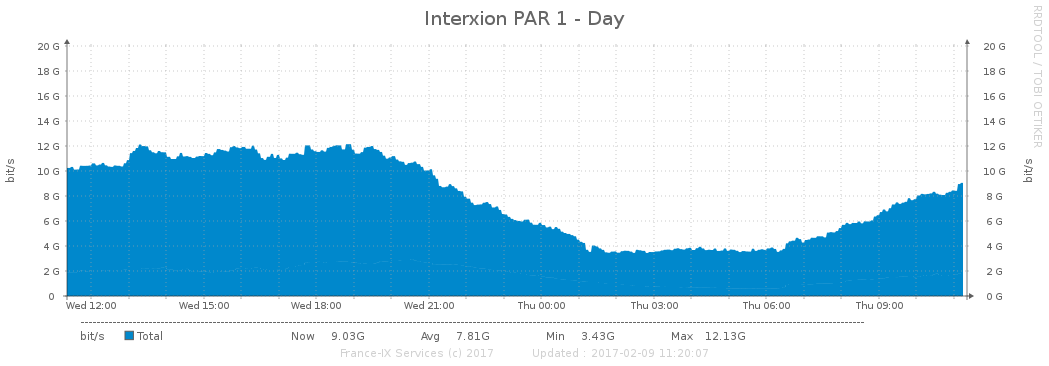 Interxion PAR 1 - Day
RRDTOOL / TOBI OETIKER
20 G 20 G
18 G 18 G
16 G 16 G
14 G 14 G
12 G 12 G
10 G 10 G
8 G 8 G
6 G 6 G
4 G 4 G
2 G 2 G
0 0 G
bit/s bit/s
Wed 12:00 Wed 15:00 Wed 18:00 Wed 21:00 Thu 00:00 Thu 03:00 Thu 06:00 Thu 09:00
bit/s Total Now 9.03G Avg 7.81G Min 3.43G Max 12.13G
France-IX Services (c) 2017 Updated : 2017-02-09 11:20:07